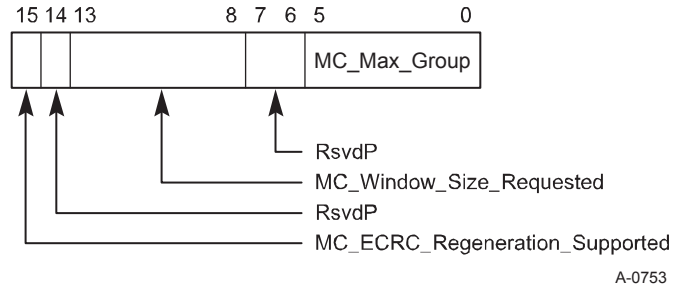 15 14 13 8 7 6 5 0
MC_Max_Group
RsvdP
MC_Window_Size_Requested
RsvdP
MC_ECRC_Regeneration_Supported
A-0753